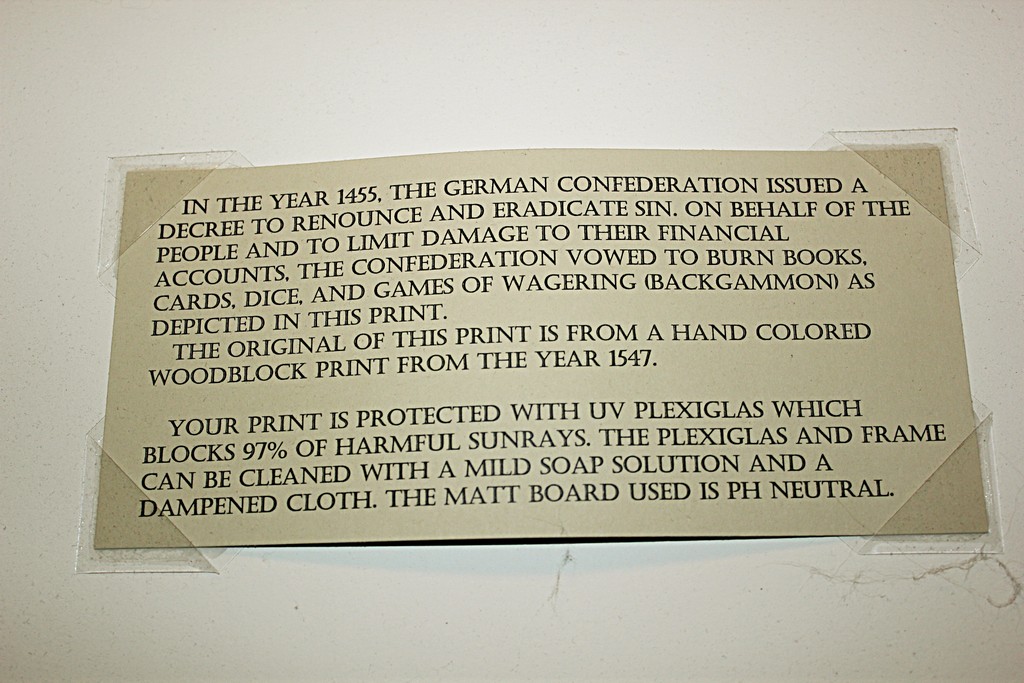 IN THE YEAR 1455, THE GERMAN CONFEDERATION ISSUED A
DECREE TO RENOUNCE AND ERADICATE SIN. ON BEHALF OF THE
PEOPLE AND TO LIMIT DAMAGE TO THEIR FINANCIAL
ACCOUNTS, THE CONFEDERATION VOWED TO BURN BOOKS,
CARDS, DICE, AND GAMES OF WAGERING (BACKGAMMON) AS
DEPICTED IN THIS PRINT.
THE ORIGINAL OF THIS PRINT IS FROM A HAND COLORED
WOODBLOCK PRINT FROM THE YEAR 1547.
YOUR PRINT IS PROTECTED WITH UV PLEXIGLAS WHICH
BLOCKS 97% OF HARMFUL SUNRAYS. THE PLEXIGLAS AND FRAME
CAN BE CLEANED WITH A MILD SOAP SOLUTION AND A
DAMPENED CLOTH. THE MATT BOARD USED IS PH NEUTRAL.